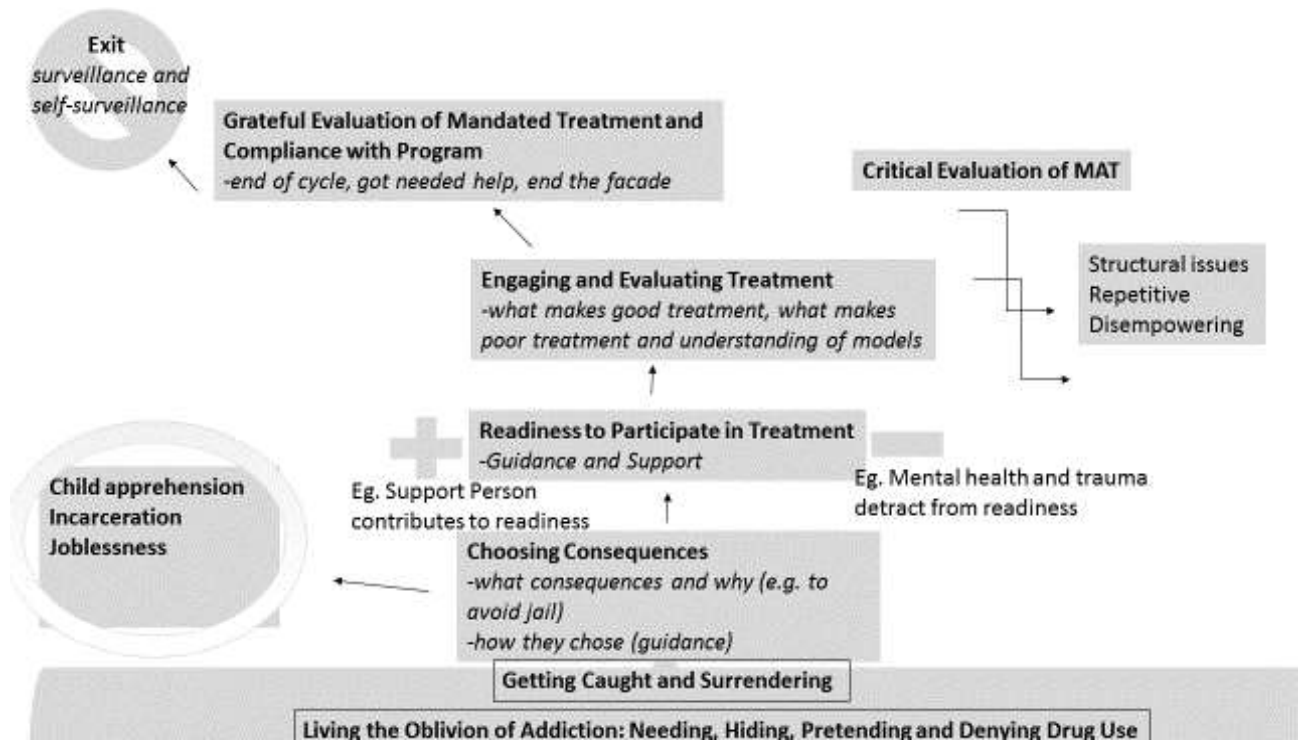 Exit
surveillance and
self-surveillance
Grateful Evaluation of Mandated Treatment and
Compliance with Program
-end of cycle, got needed help, end the facade
Critical Evaluation of MAT
Structural issues
Repetitive
Disempowering
Engaging and Evaluating Treatment
-what makes good treatment, what makes
poor treatment and understanding of models
Readiness to Participate in Treatment
-Guidance and Support
Eg. Support Person
contributes to readiness
Eg. Mental health and trauma
detract from readiness
Child apprehension
Incarceration
Joblessness
Choosing Consequences
-what consequences and why (e.g. to
avoid jail)
-how they chose (guidance)
Getting Caught and Surrendering
Living the Oblivion of Addiction: Needing, Hiding, Pretending and Denying Drug Use